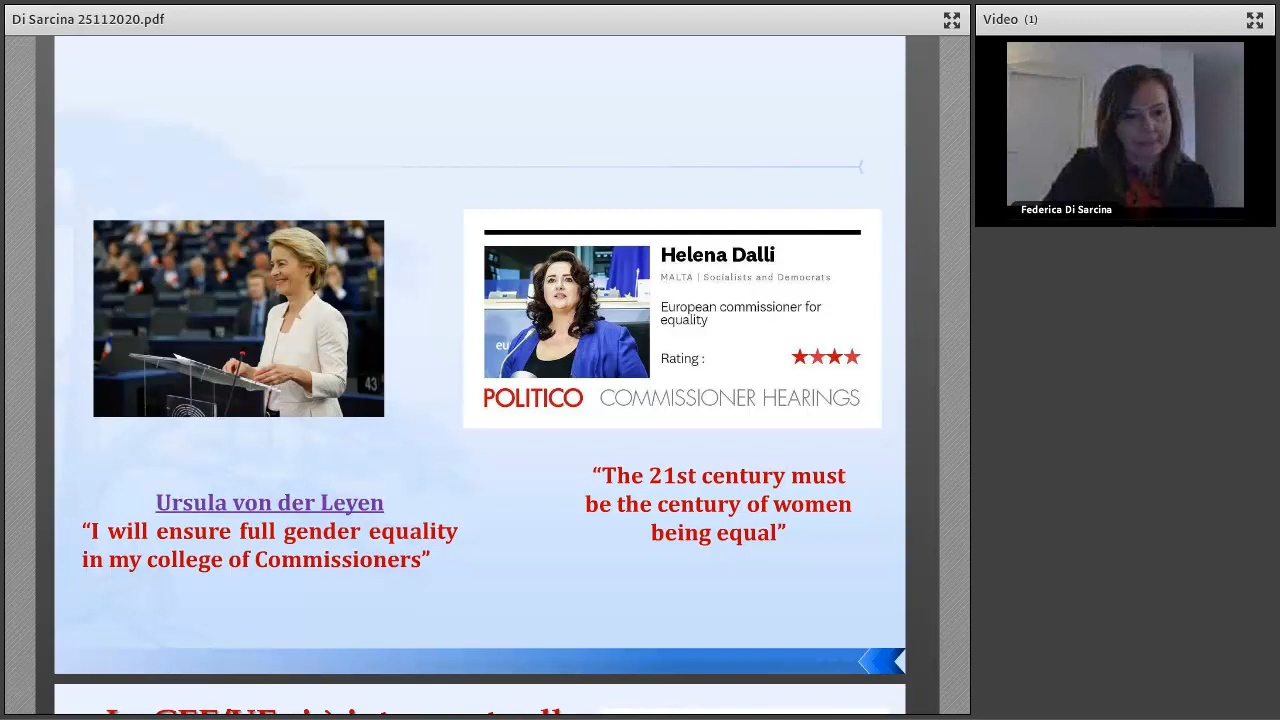 Di Sarcina 25112020.pdf
Video (1)
Federica Di Sarcina
43
Helena Dalli
MALTA | Socialists and Democrats
European commissioner for
equality
Rating :
POLITICO COMMISSIONER HEARINGS
Ursula von der Leyen
“I will ensure full gender equality
in my college of Commissioners”
“The 21st century must
be the century of women
being equal”